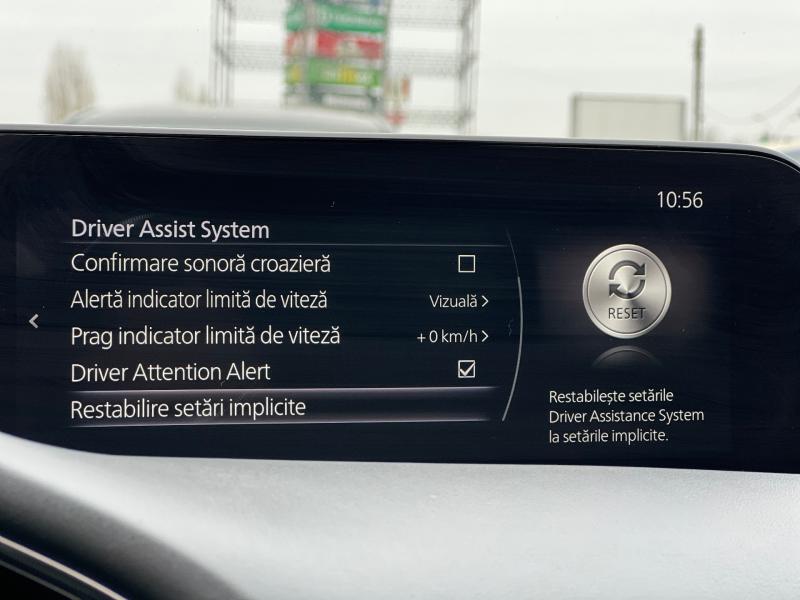 10:56
Driver Assist System
Confirmare sonoră croazieră
Alertă indicator limită de viteză Vizuală >
Prag indicator limită de viteză +0 km/h >
Driver Attention Alert
Restabilire setări implicite
RESET
Restabilește setările
Driver Assistance System
la setările implicite.